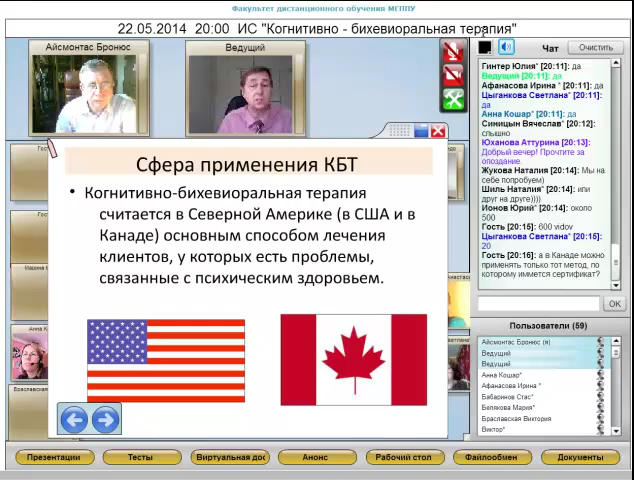 Факультет дистанционного обучения МГППУ
22.05.2014 20:00 ИС "Когнитивно - бихевиоральная терапия"
Айсмонтас Бронюс
Ведущий
Сфера применения КБТ
• Когнитивно-бихевиоральная терапия
считается в Северной Америке (в США и в
Канаде) основным способом лечения
клиентов, у которых есть проблемы,
связанные с психическим здоровьем.
Чат
Очистить
Гинтер Юлия* [20:11]: да
Ведущий [20:11]: да
Афанасова Ирина * [20:11]: да
Цыганкова Светлана* [20:11]:
да
Анна Кошар* [20:11]: да
Синицын Вячеслав* [20:12]:
слышно
Юханова Аттурина [20:13]:
Добрый вечер! Прочтите за
опоздание.
Жукова Наталия [20:14]: Мы на
себе попробуем)
Шиль Наталия* [20:14]: ипи
друг на друге))))
Ионов Юрий* [20:14]: около
500
Гость [20:15]: 600 vidov
Цыганкова Светлана* [20:15]:
20
Гость [20:16]: а в Канаде можно
применять только тот метод, по
которому иммется сертификат?
OK
Пользователи (59)
Айсмонтас Бронюс (я)
Ведущий
Ведущий
Анна Кошар*
Афанасова Ирина *
Бабаринов Стас*
Белякова Мария*
Браславская Виктория
Виктор*
Презентации
Тесты
Виртуальная дос
Анонс
Рабочий стол
Файлообмен
Документы